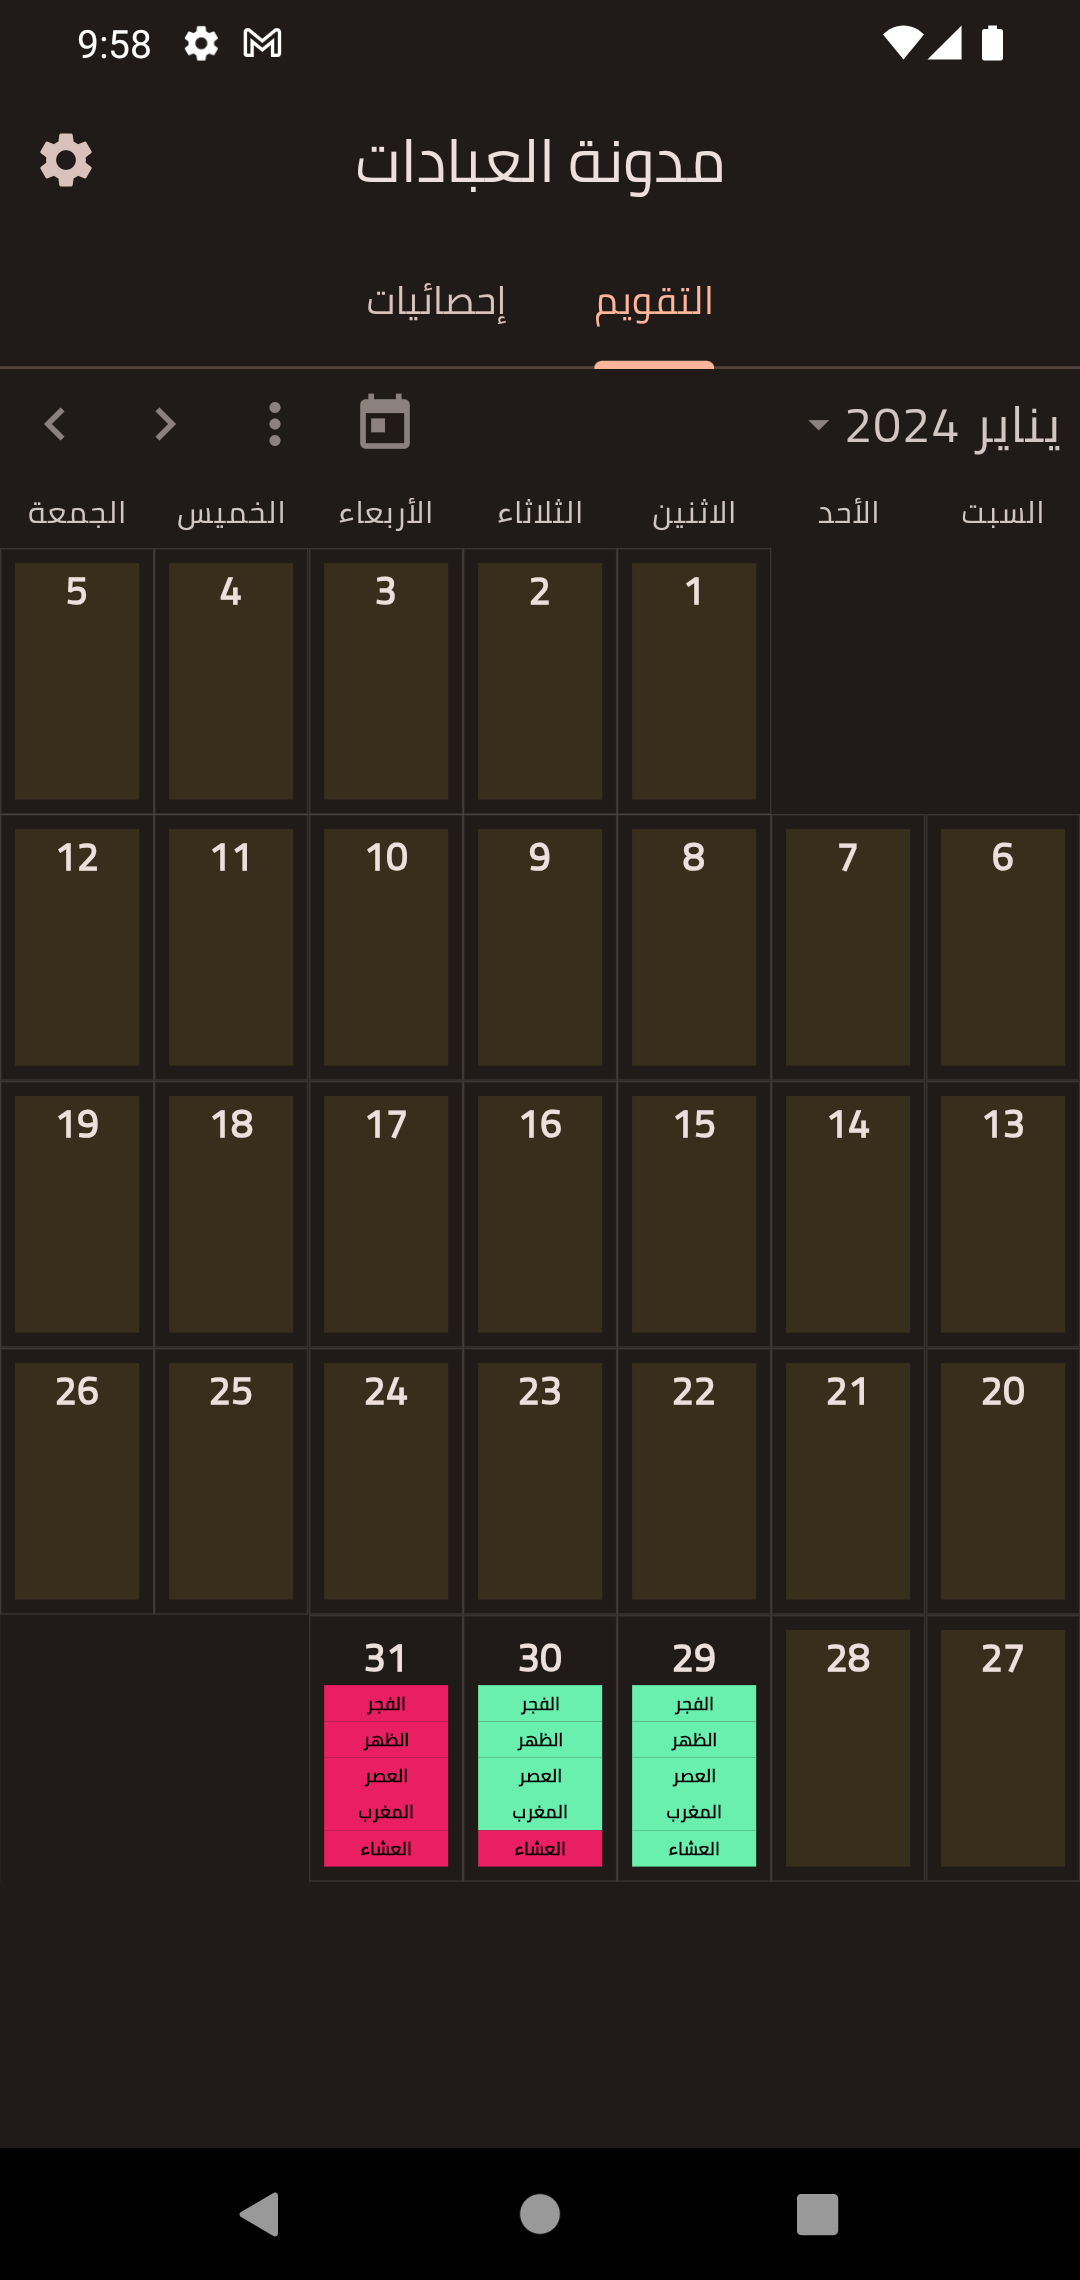 9:58
مدونة العبادات
التقويم إحصائيات
يناير 2024
السبت الأحد الاثنين الثلاثاء الأربعاء الخميس الجمعة
1 2 3 4 5
6 7 8 9 10 11 12
13 14 15 16 17 18 19
20 21 22 23 24 25 26
27 28 29 30 31
الفجر الفجر الفجر
الظهر الظهر الظهر
العصر العصر العصر
المغرب المغرب المغرب
العشاء العشاء العشاء